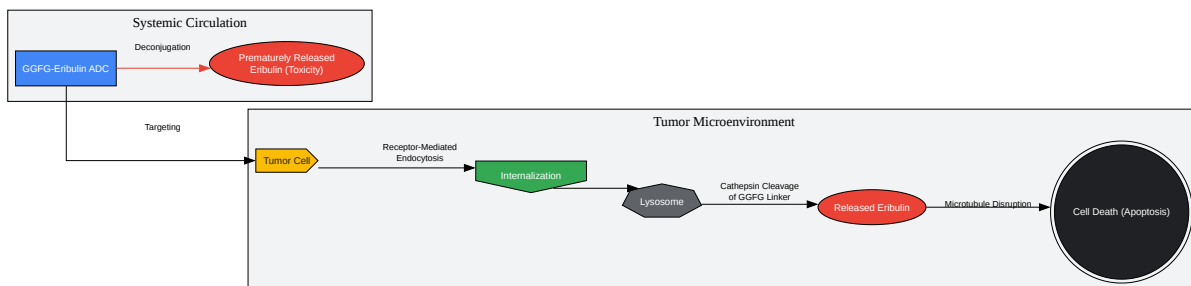 Systemic Circulation
Deconjugation
GGFG-Eribulin ADC
Prematurely Released
Eribulin (Toxicity)
Targeting
Tumor Microenvironment
Tumor Cell
Receptor-Mediated
Endocytosis
Internalization
Lysosome
Cathepsin Cleavage
of GGFG Linker
Released Eribulin
Microtubule Disruption
Cell Death (Apoptosis)